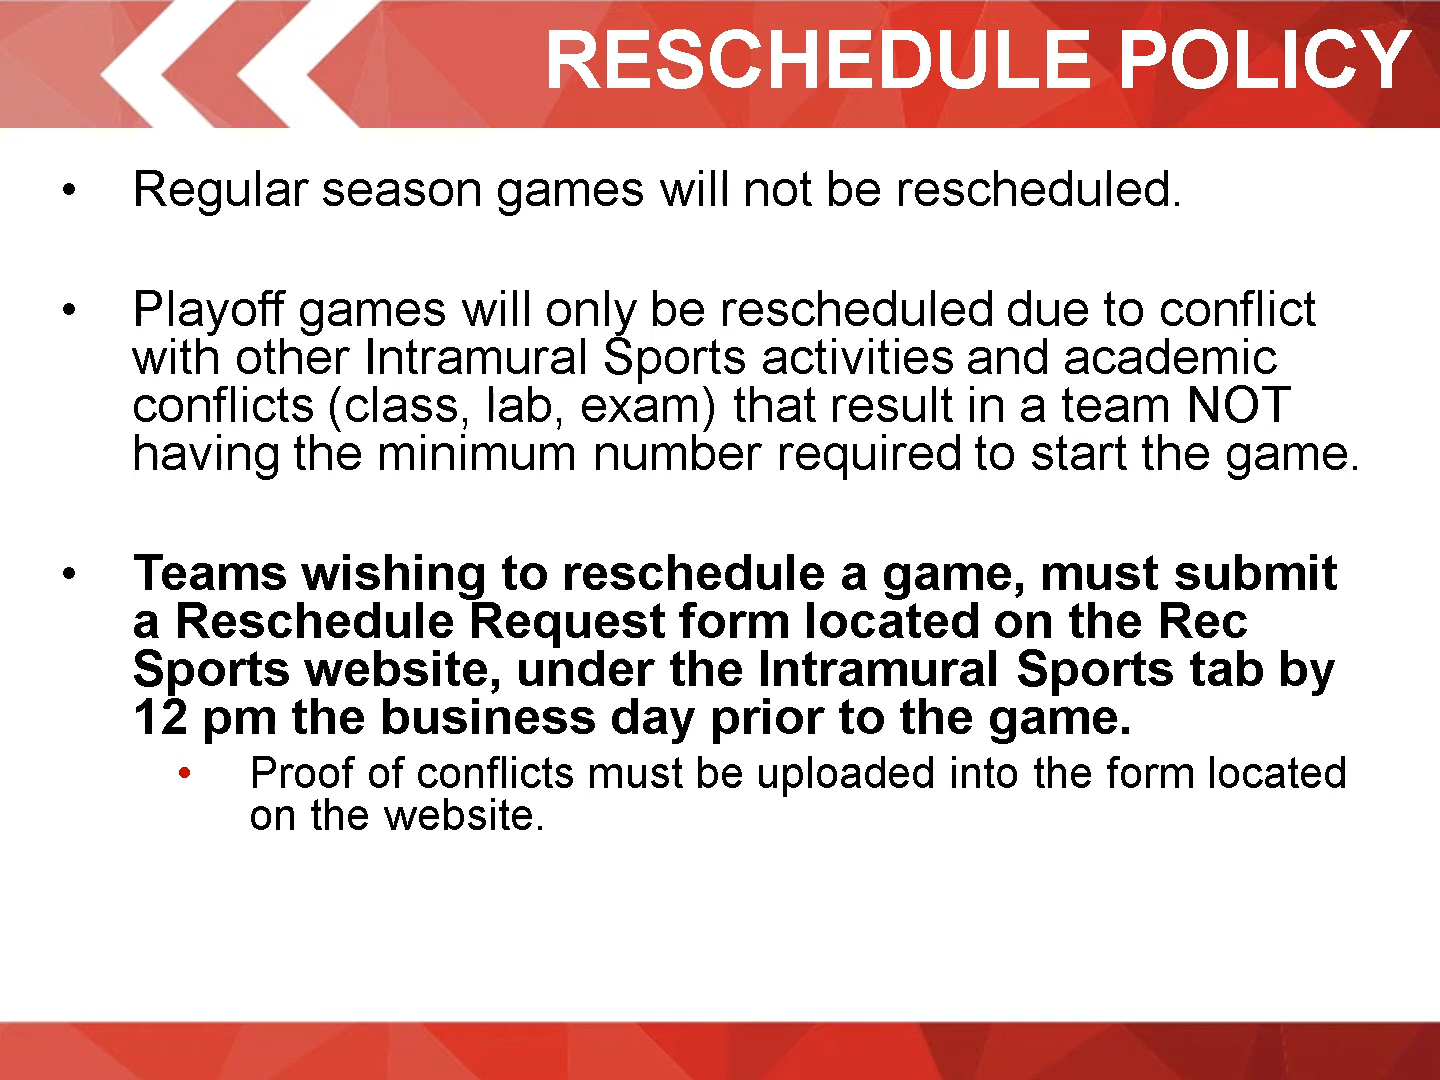 RESCHEDULE POLICY
• Regular season games will not be rescheduled.
• Playoff games will only be rescheduled due to conflict
with other Intramural Sports activities and academic
conflicts (class, lab, exam) that result in a team NOT
having the minimum number required to start the game.
• Teams wishing to reschedule a game, must submit
a Reschedule Request form located on the Rec
Sports website, under the Intramural Sports tab by
12 pm the business day prior to the game.
• Proof of conflicts must be uploaded into the form located
on the website.